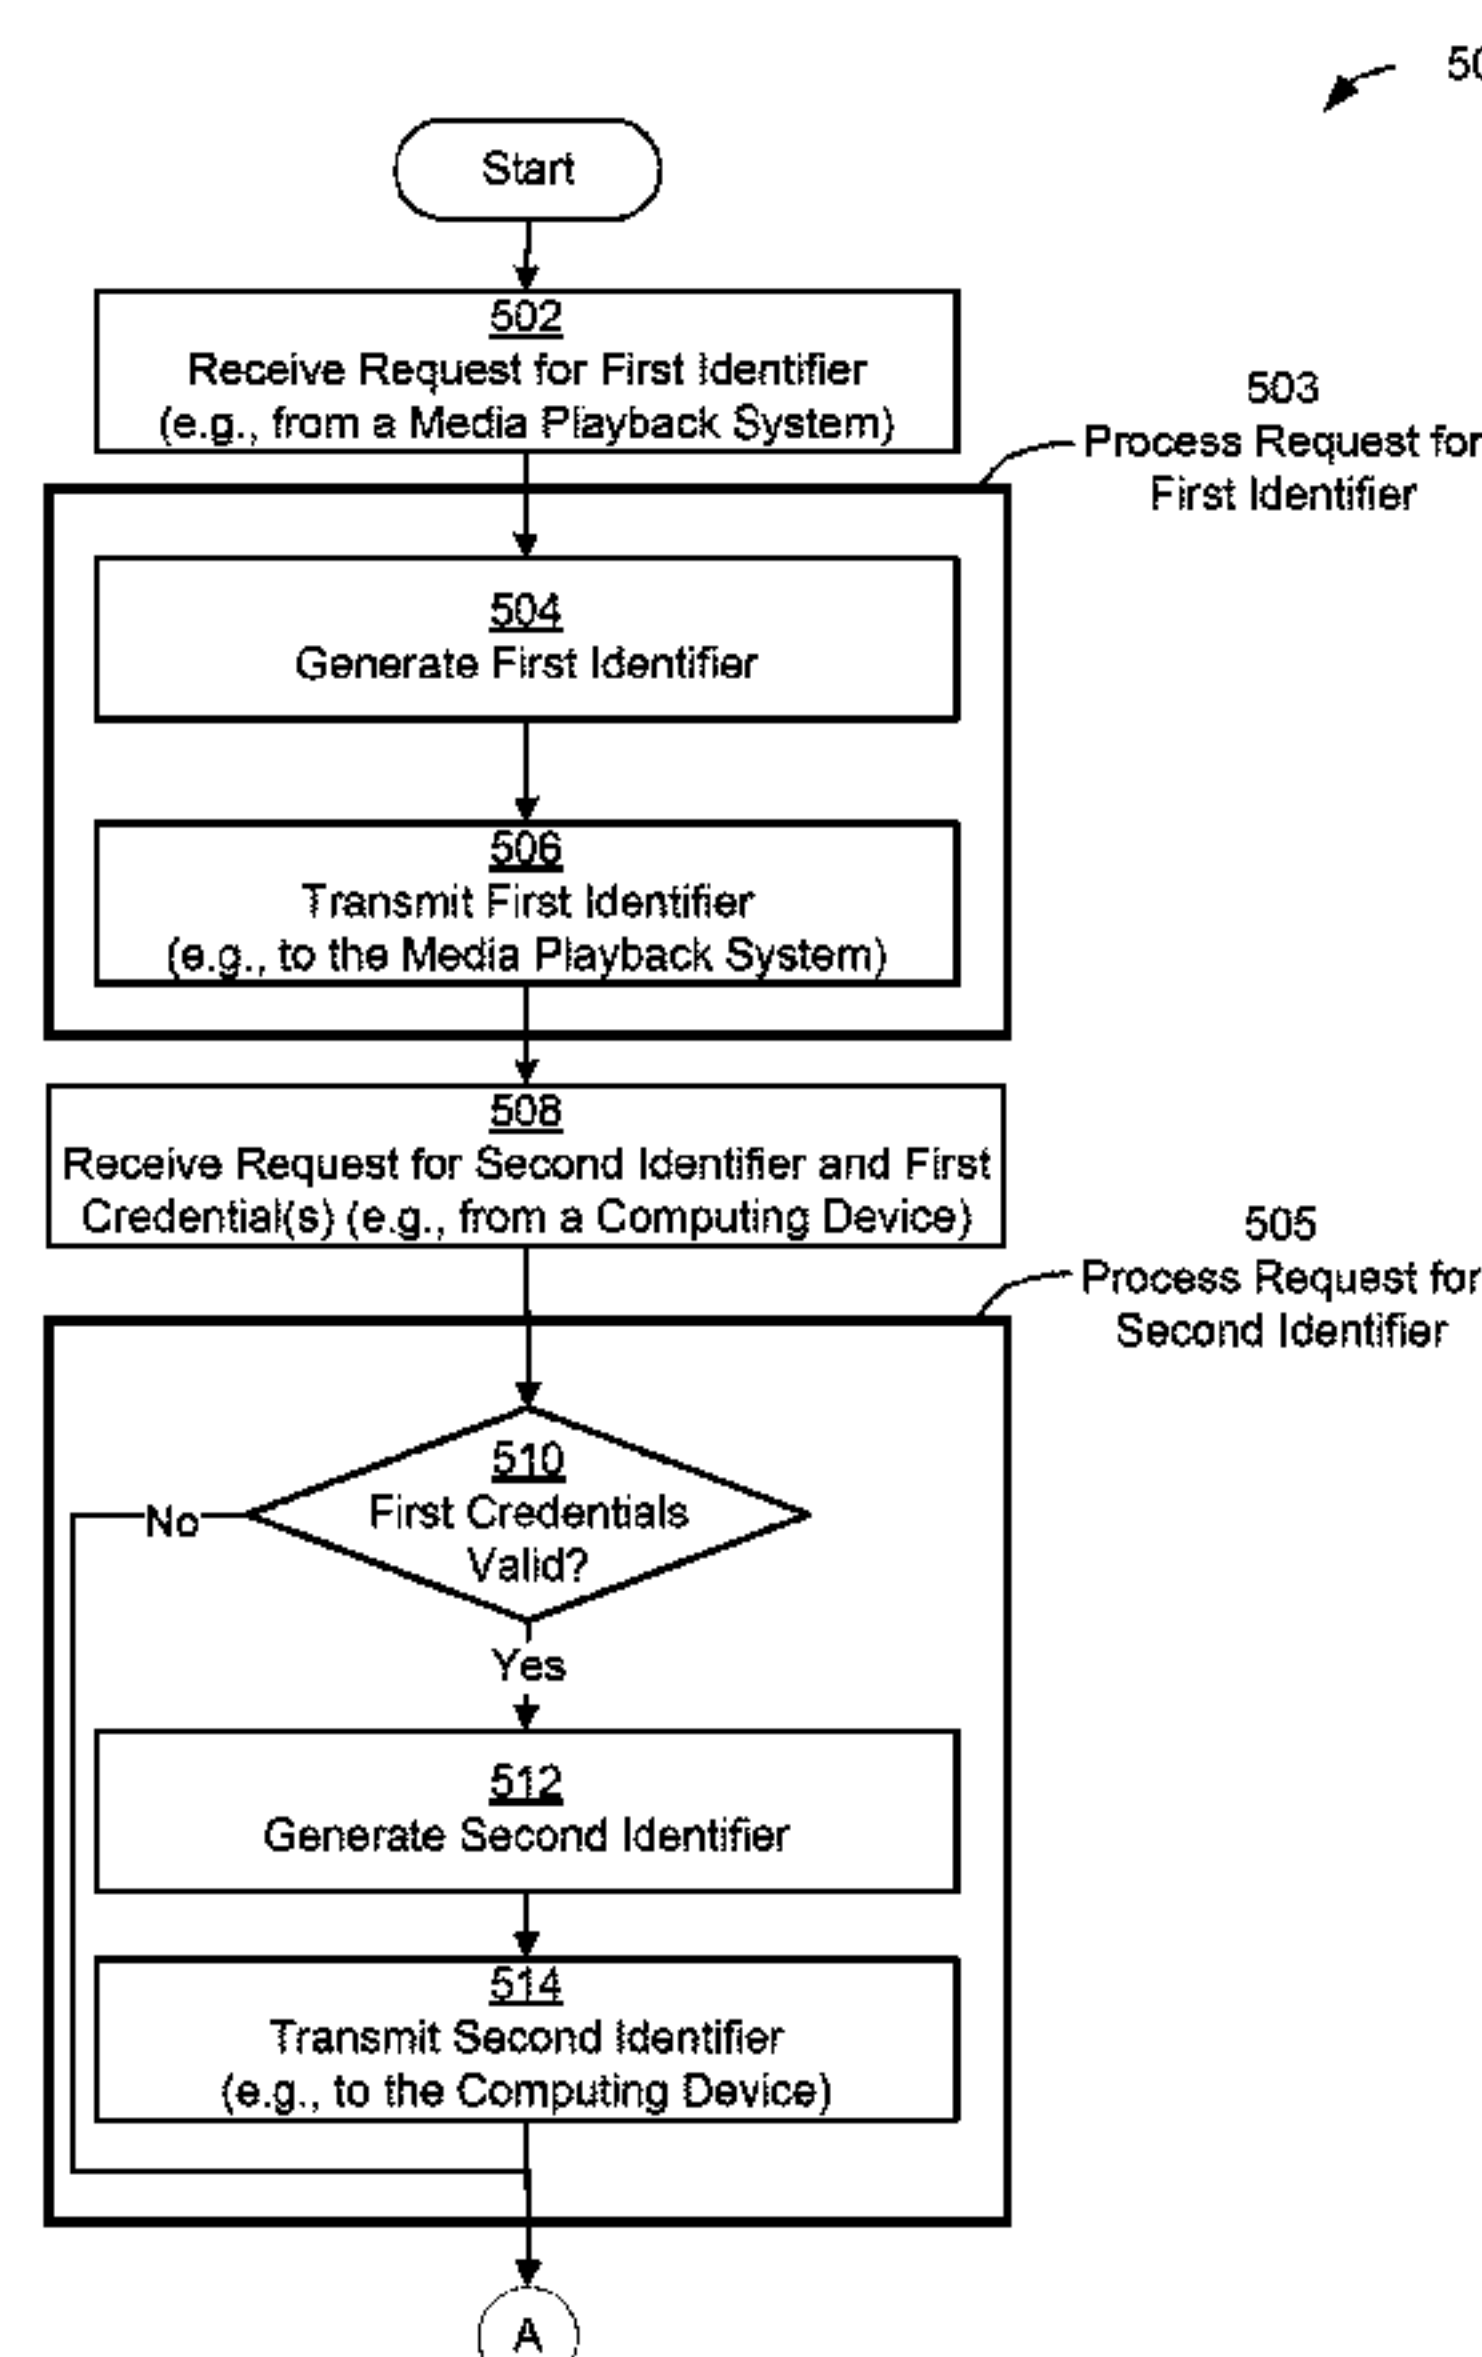 50
Start
502
Receive Request for First Identifier
(e.g., from a Media Playback System)
503
Process Request for
First Identifier
504
Generate First Identifier
506
Transmit First Identifier
(e.g., to the Media Playback System)
508
Receive Request for Second Identifier and First
Credential(s) (e.g., from a Computing Device)
505
Process Request for
Second Identifier
510
First Credentials
Valid?
No
Yes
512
Generate Second Identifier
514
Transmit Second Identifier
(e.g., to the Computing Device)
A